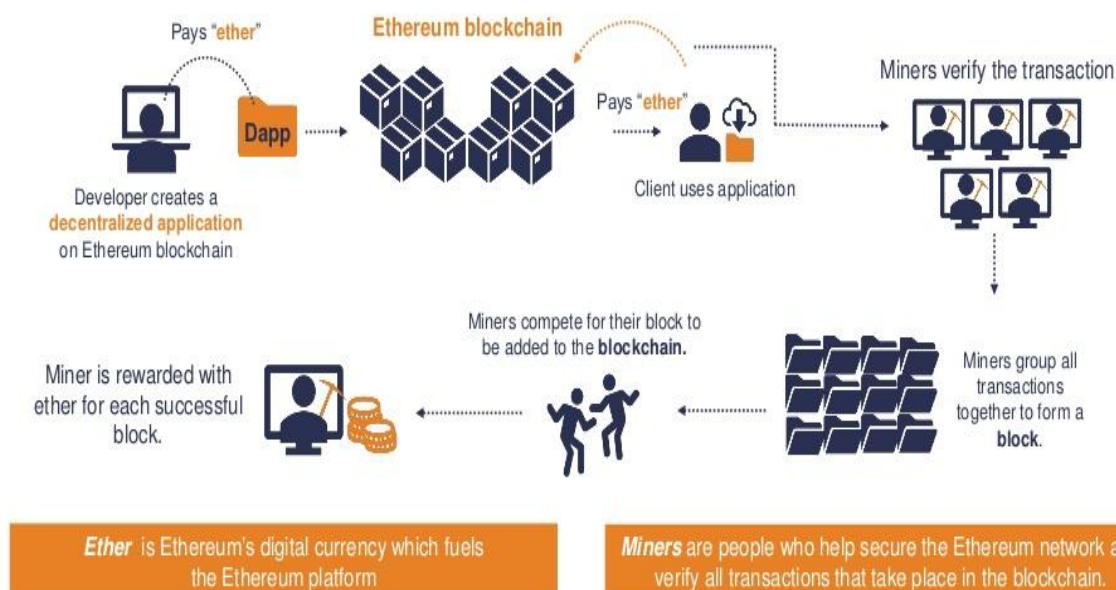 Pays “ether”
Ethereum blockchain
Dapp
Developer creates a
decentralized application
on Ethereum blockchain
Pays “ether”
Client uses application
Miners verify the transaction
Miners group all
transactions
together to form a
block.
Miners compete for their block to
be added to the blockchain.
Miner is rewarded with
ether for each successful
block.
Ether is Ethereum's digital currency which fuels
the Ethereum platform
Miners are people who help secure the Ethereum network a
verify all transactions that take place in the blockchain.